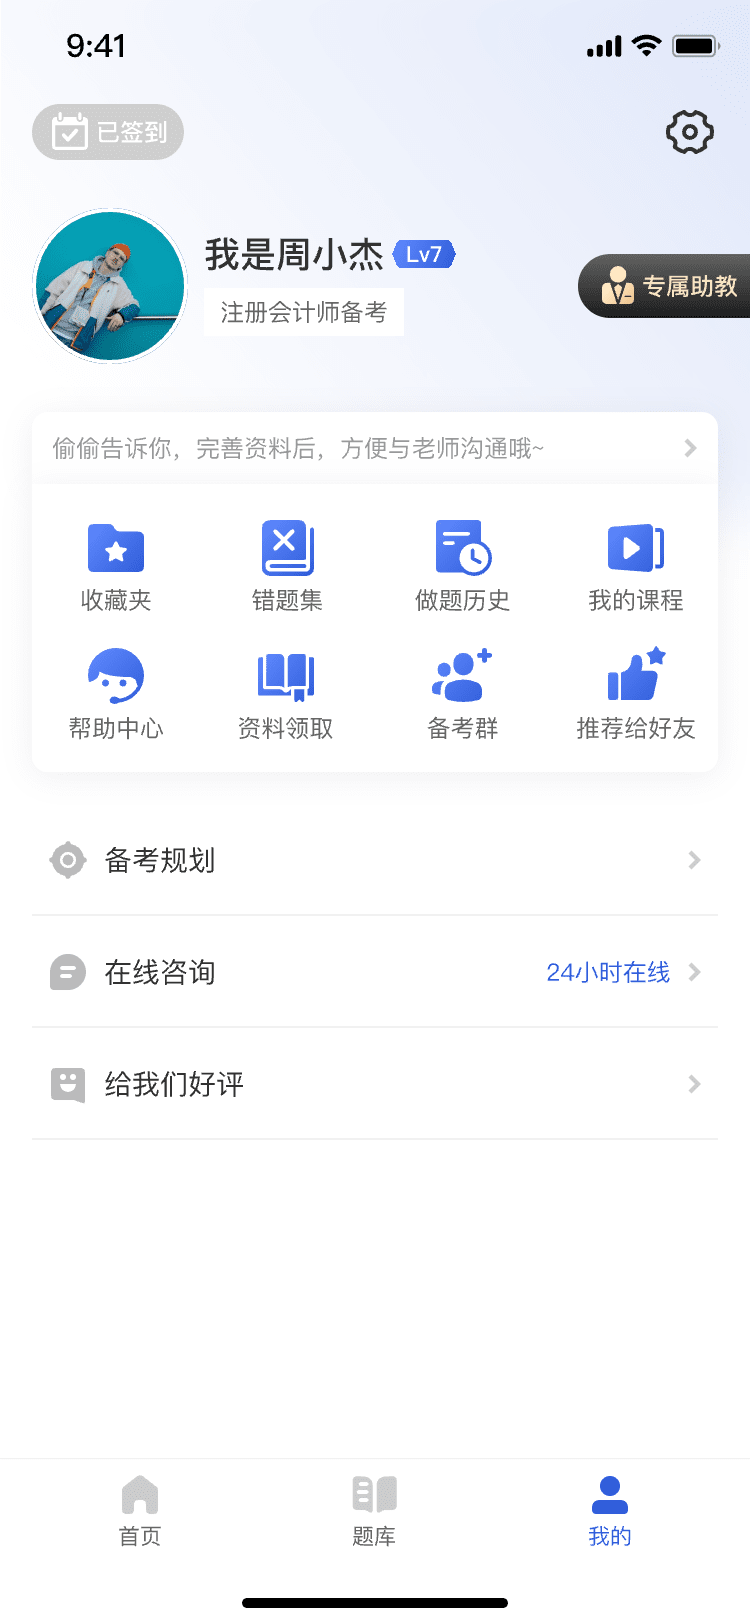 9:41
已签到
我是周小杰 Lv7
专属助教
注册会计师备考
偷偷告诉你，完善资料后，方便与老师沟通哦~
收藏夹 错题集 做题历史 我的课程
帮助中心 资料领取 备考群 推荐给好友
备考规划
在线咨询 24小时在线
给我们好评
首页 题库 我的